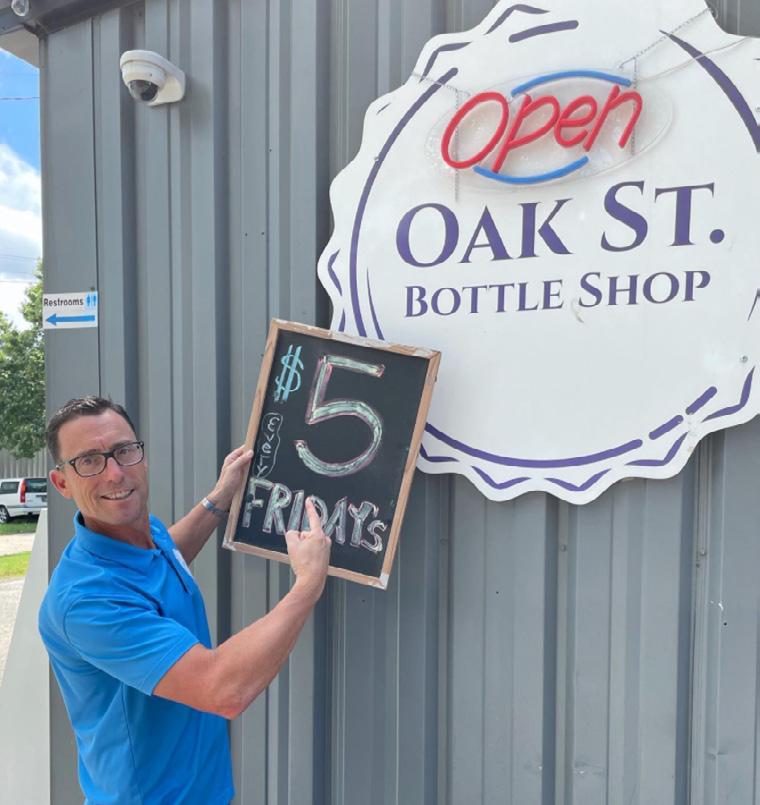 Open
OAK ST.
BOTTLE SHOP
Restrooms
$5
Every
FRIDAYS